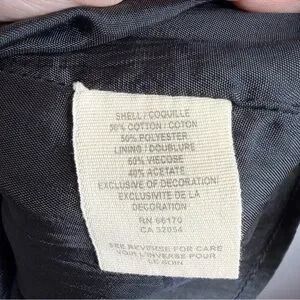 SHELL / COQUILLE
50% COTTON / COTON
50% POLYESTER
LINING / DOUBLURE
60% VISCOSE
40% ACETATE
EXCLUSIVE OF DECORATION/
EXCLUSIVITE DE LA
DECORATION
RN 66170
CA 32054
SEE REVERSE FOR CARE
VOIR L'INVERSE POUR
LE SOIN